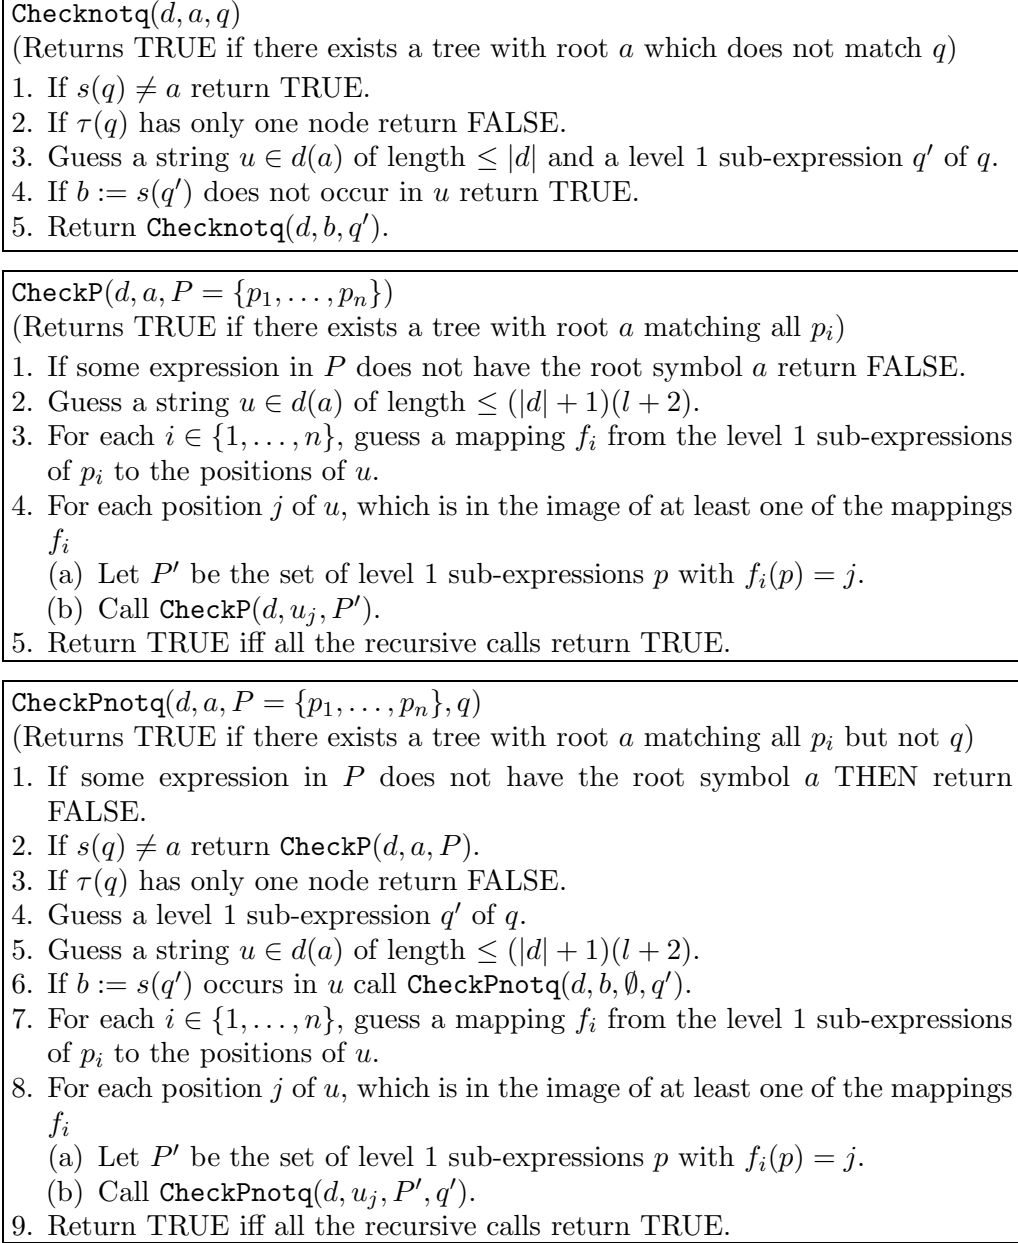 Checknotq(d, a, q)
(Returns TRUE if there exists a tree with root a which does not match q)
1. If s(q) ≠ a return TRUE.
2. If τ(q) has only one node return FALSE.
3. Guess a string u ∈ d(a) of length ≤ |d| and a level 1 sub-expression q′ of q.
4. If b := s(q′) does not occur in u return TRUE.
5. Return Checknotq(d, b, q′).
CheckP(d, a, P = {p₁, . . . , pₙ})
(Returns TRUE if there exists a tree with root a matching all pᵢ)
1. If some expression in P does not have the root symbol a return FALSE.
2. Guess a string u ∈ d(a) of length ≤ (|d| + 1)(l + 2).
3. For each i ∈ {1, . . . , n}, guess a mapping fᵢ from the level 1 sub-expressions
of pᵢ to the positions of u.
4. For each position j of u, which is in the image of at least one of the mappings
fᵢ
(a) Let P′ be the set of level 1 sub-expressions p with fᵢ(p) = j.
(b) Call CheckP(d, uⱼ, P′).
5. Return TRUE iff all the recursive calls return TRUE.
CheckPnotq(d, a, P = {p₁, . . . , pₙ}, q)
(Returns TRUE if there exists a tree with root a matching all pᵢ but not q)
1. If some expression in P does not have the root symbol a THEN return
FALSE.
2. If s(q) ≠ a return CheckP(d, a, P).
3. If τ(q) has only one node return FALSE.
4. Guess a level 1 sub-expression q′ of q.
5. Guess a string u ∈ d(a) of length ≤ (|d| + 1)(l + 2).
6. If b := s(q′) occurs in u call CheckPnotq(d, b, ∅, q′).
7. For each i ∈ {1, . . . , n}, guess a mapping fᵢ from the level 1 sub-expressions
of pᵢ to the positions of u.
8. For each position j of u, which is in the image of at least one of the mappings
fᵢ
(a) Let P′ be the set of level 1 sub-expressions p with fᵢ(p) = j.
(b) Call CheckPnotq(d, uⱼ, P′, q′).
9. Return TRUE iff all the recursive calls return TRUE.